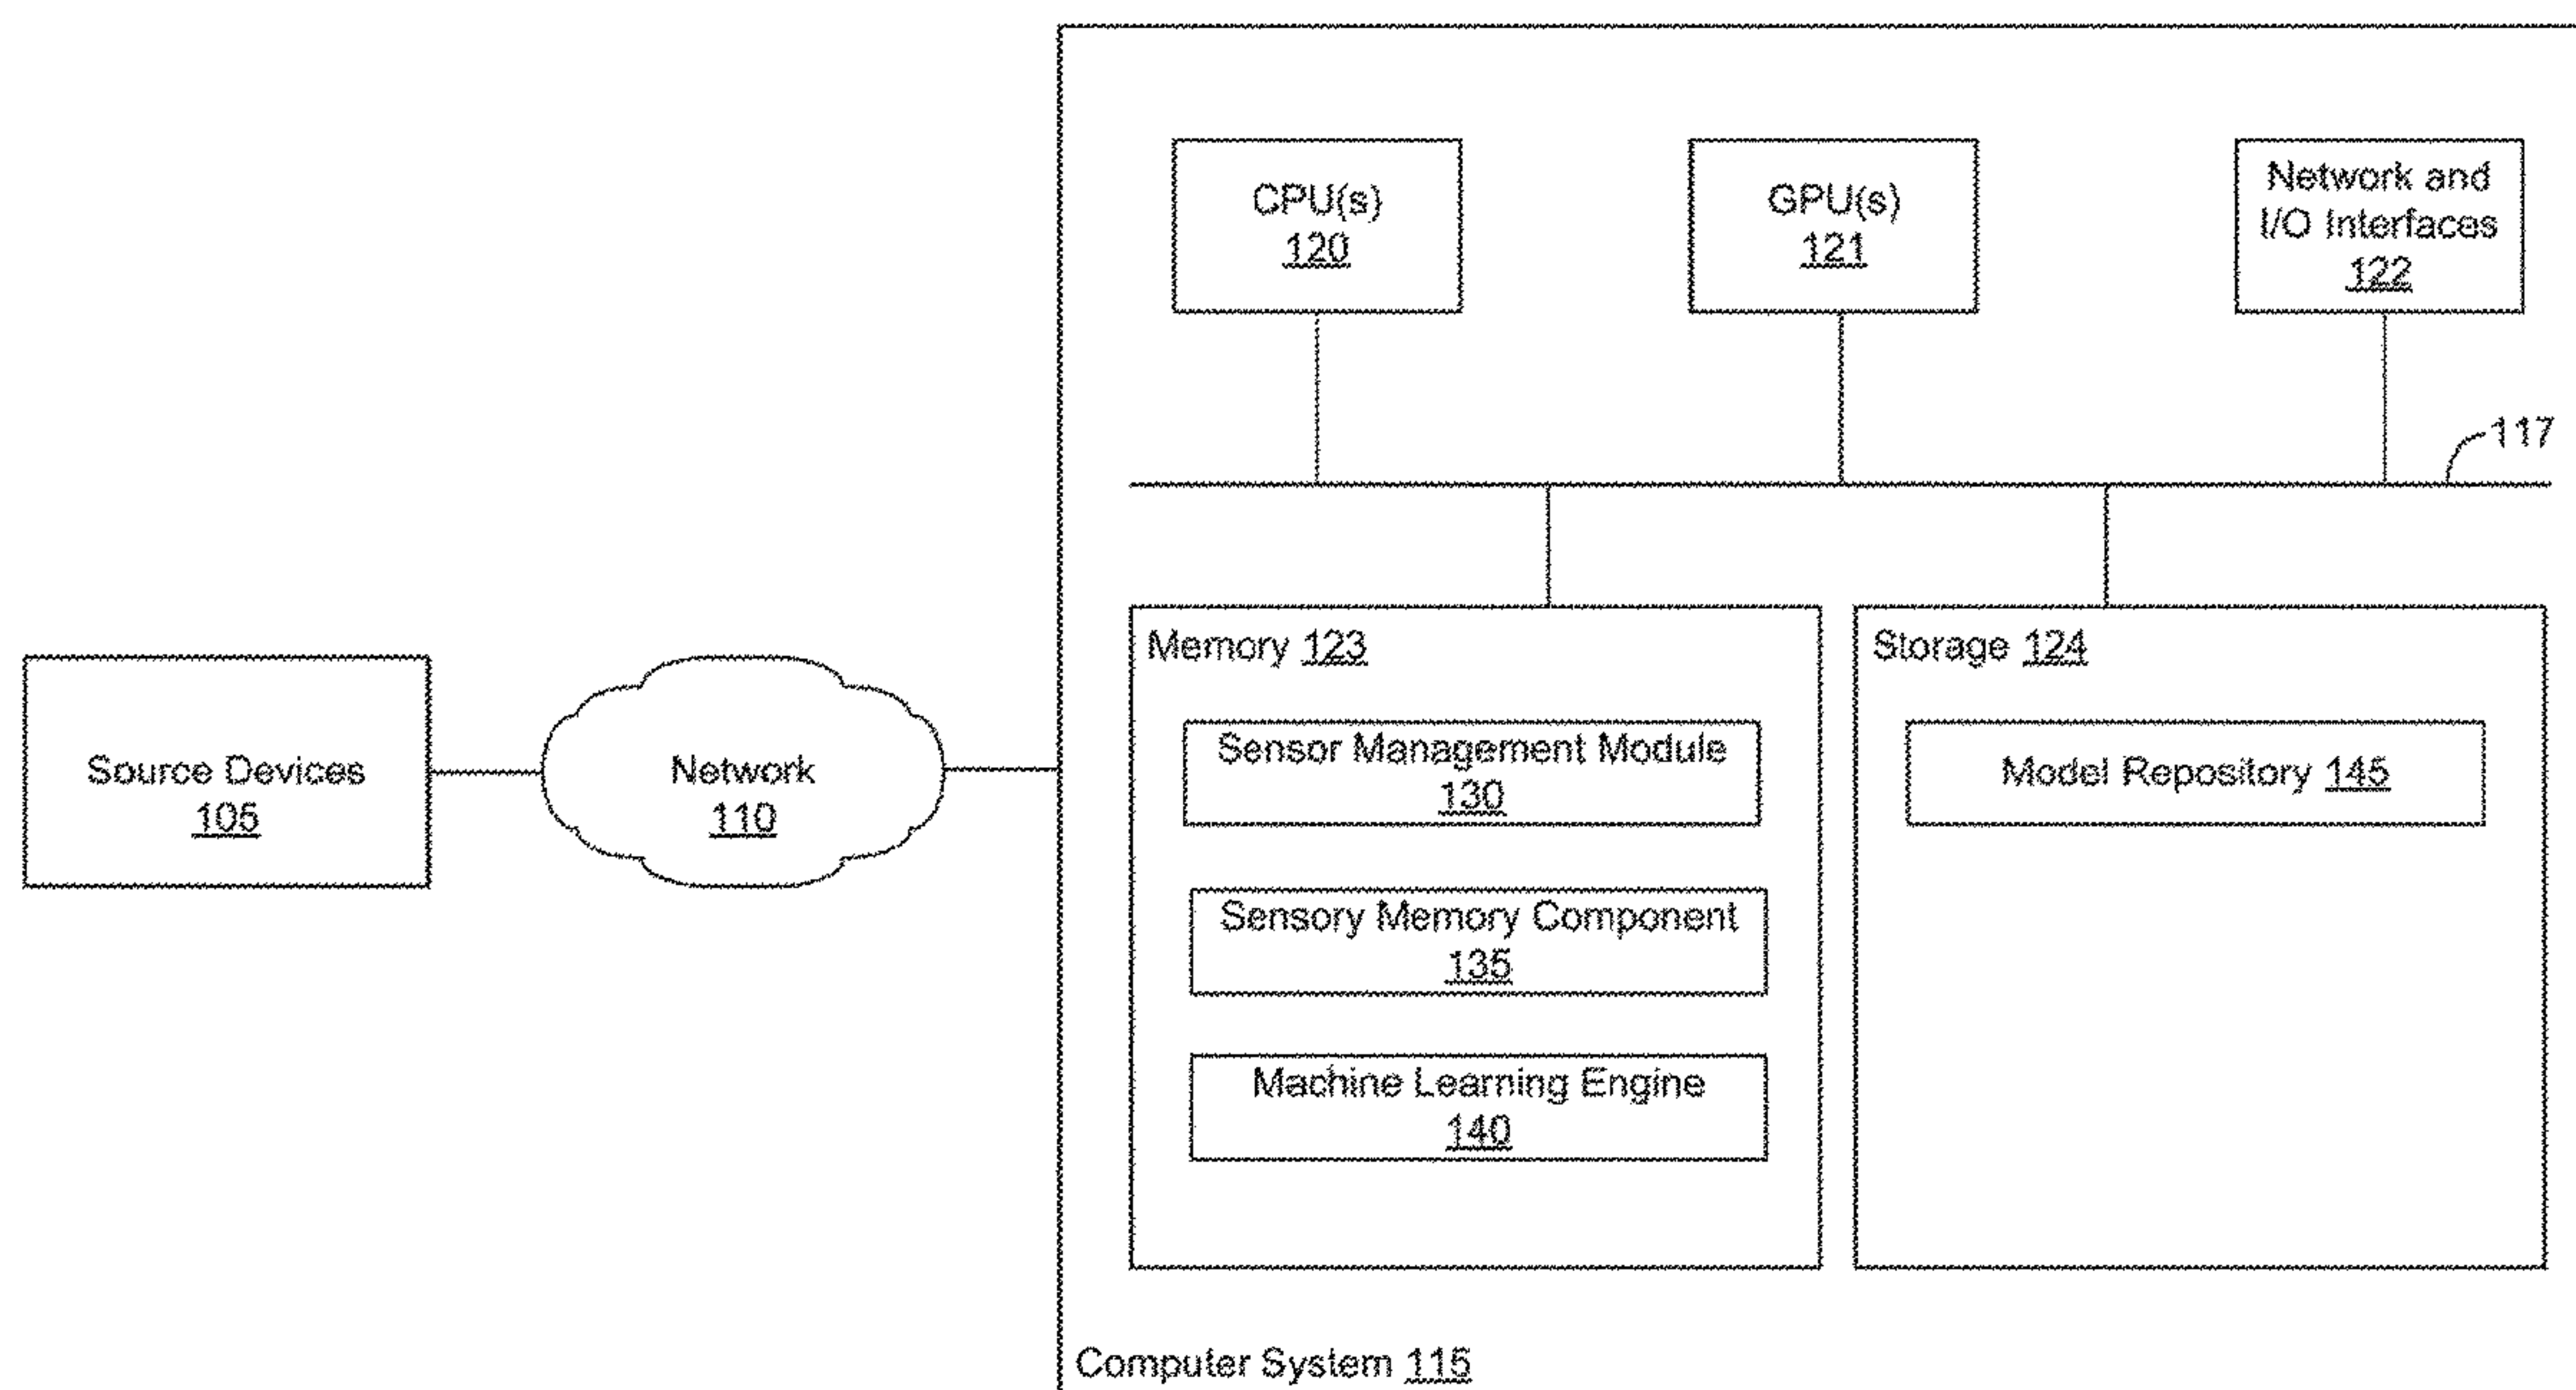 CPU(s)
120
GPU(s)
121
Network and
I/O Interfaces
122
117
Memory 123
Storage 124
Sensor Management Module
130
Model Repository 145
Source Devices
105
Network
110
Sensory Memory Component
135
Machine Learning Engine
140
Computer System 115